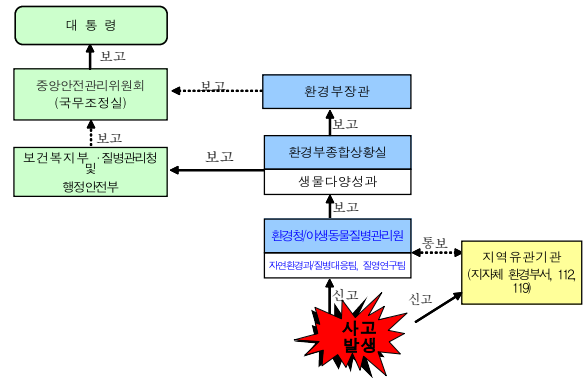 대 통 령
보고
중앙안전관리위원회
(국무조정실)
보고
환경부장관
보고
보고
보건복지부 ·질병관리청
및
행정안전부
보고
환경부종합상황실
생물다양성과
보고
환경청/야생동물질병관리원
자연환경과/질병대응팀, 질영연구팀
통보
지역유관기관
(지자체 환경부서, 112,
119)
신고
신고
사고
발생